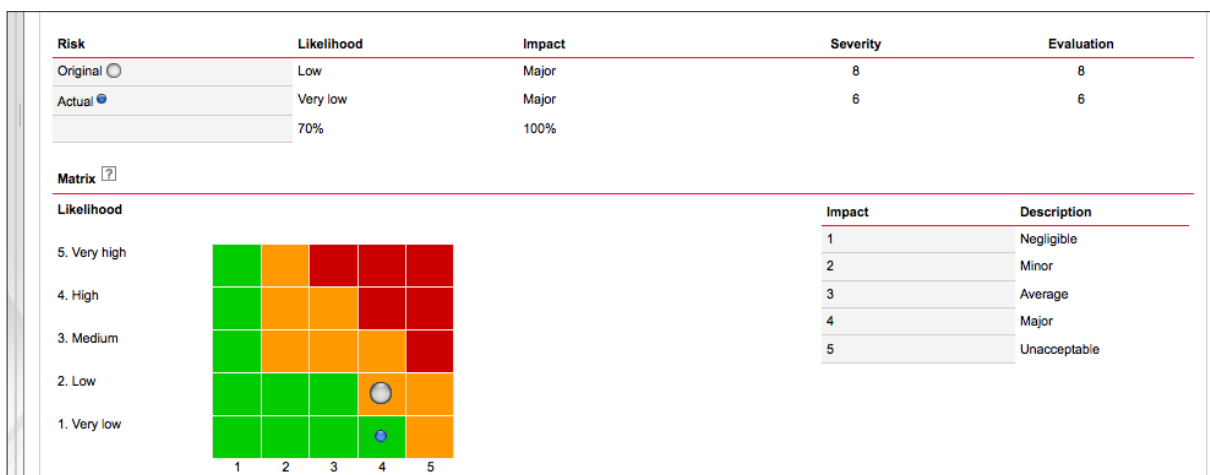 Risk Likelihood Impact Severity Evaluation
Original Low Major 8 8
Actual Very low Major 6 6
70% 100%
Matrix ?
Likelihood
5. Very high
4. High
3. Medium
2. Low
1. Very low
1 2 3 4 5
Impact Description
1 Negligible
2 Minor
3 Average
4 Major
5 Unacceptable